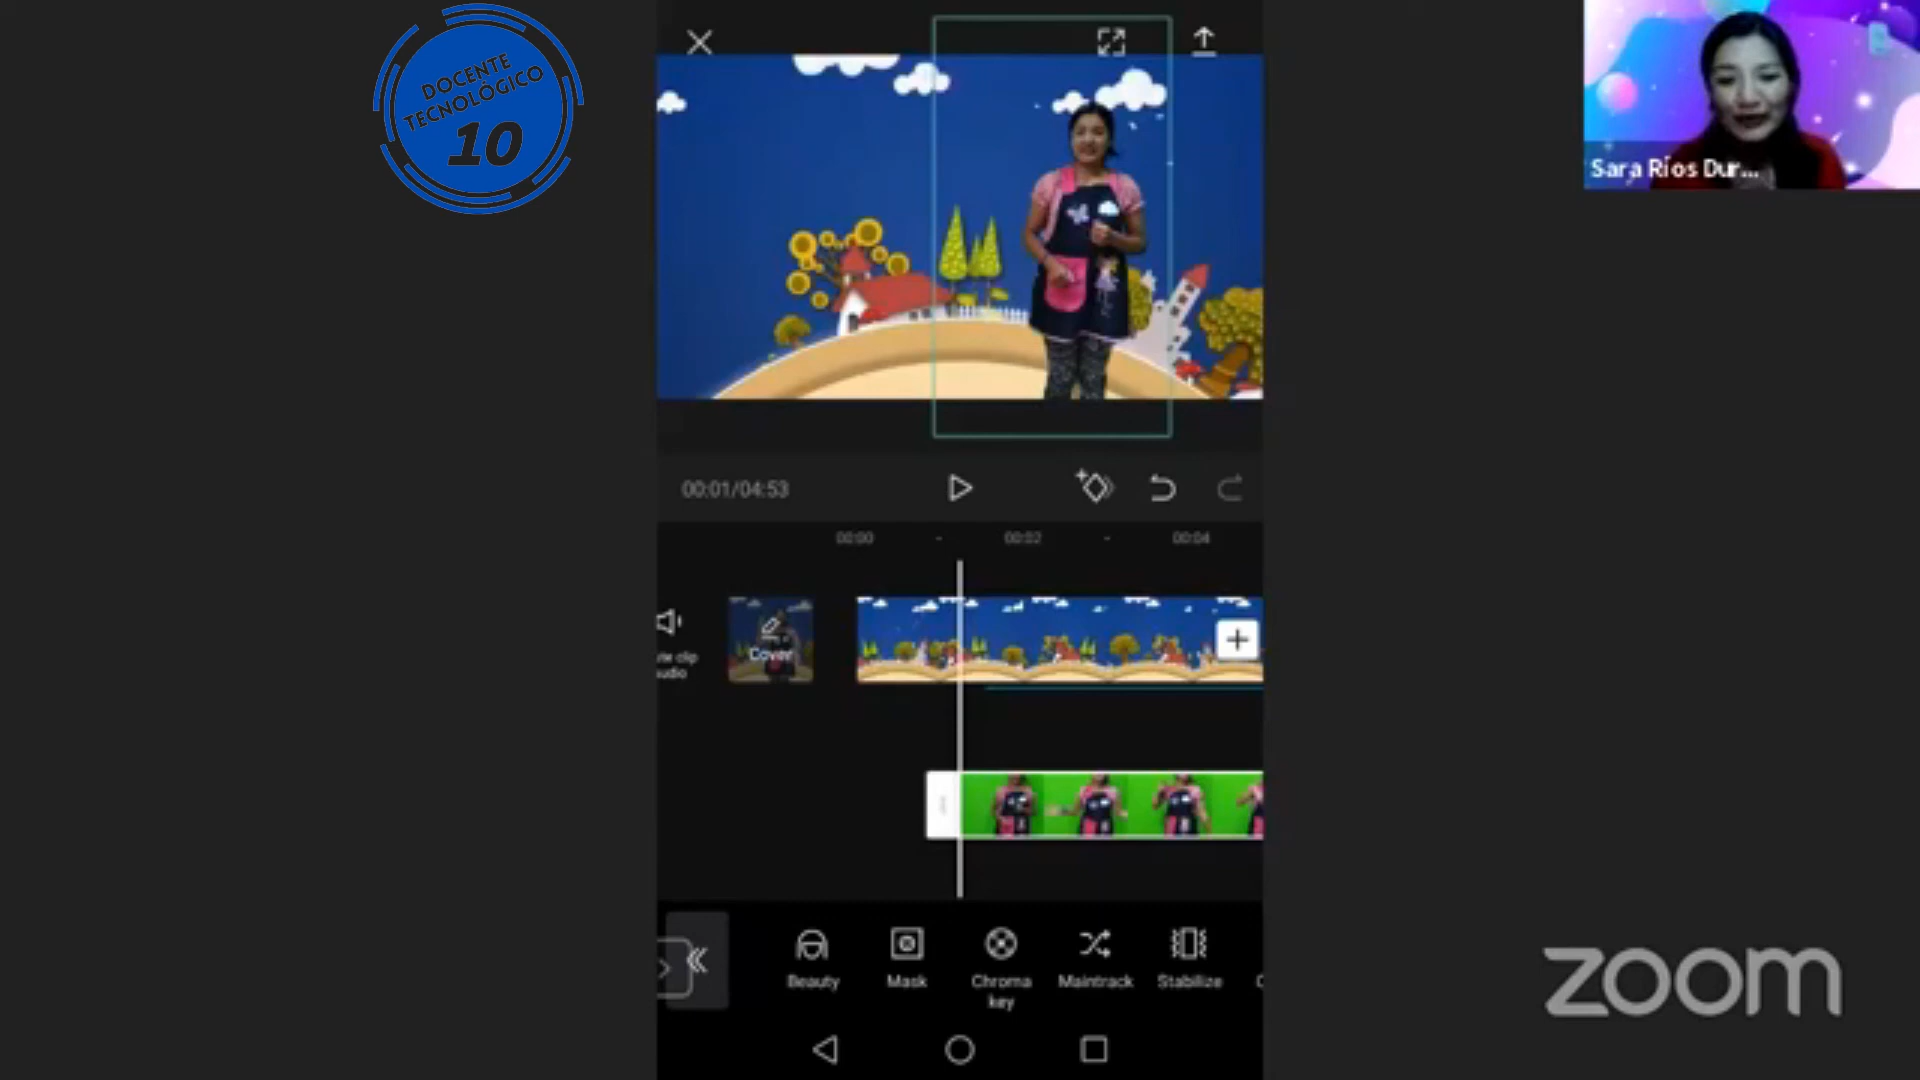 DOCENTE
TECNOLÓGICO
10
Sara Ríos Dur...
00:01/04:53
00:00
00:02
00:04
Cover
Beauty
Mask
Chroma
key
Maintrack
Stabilize
zoom